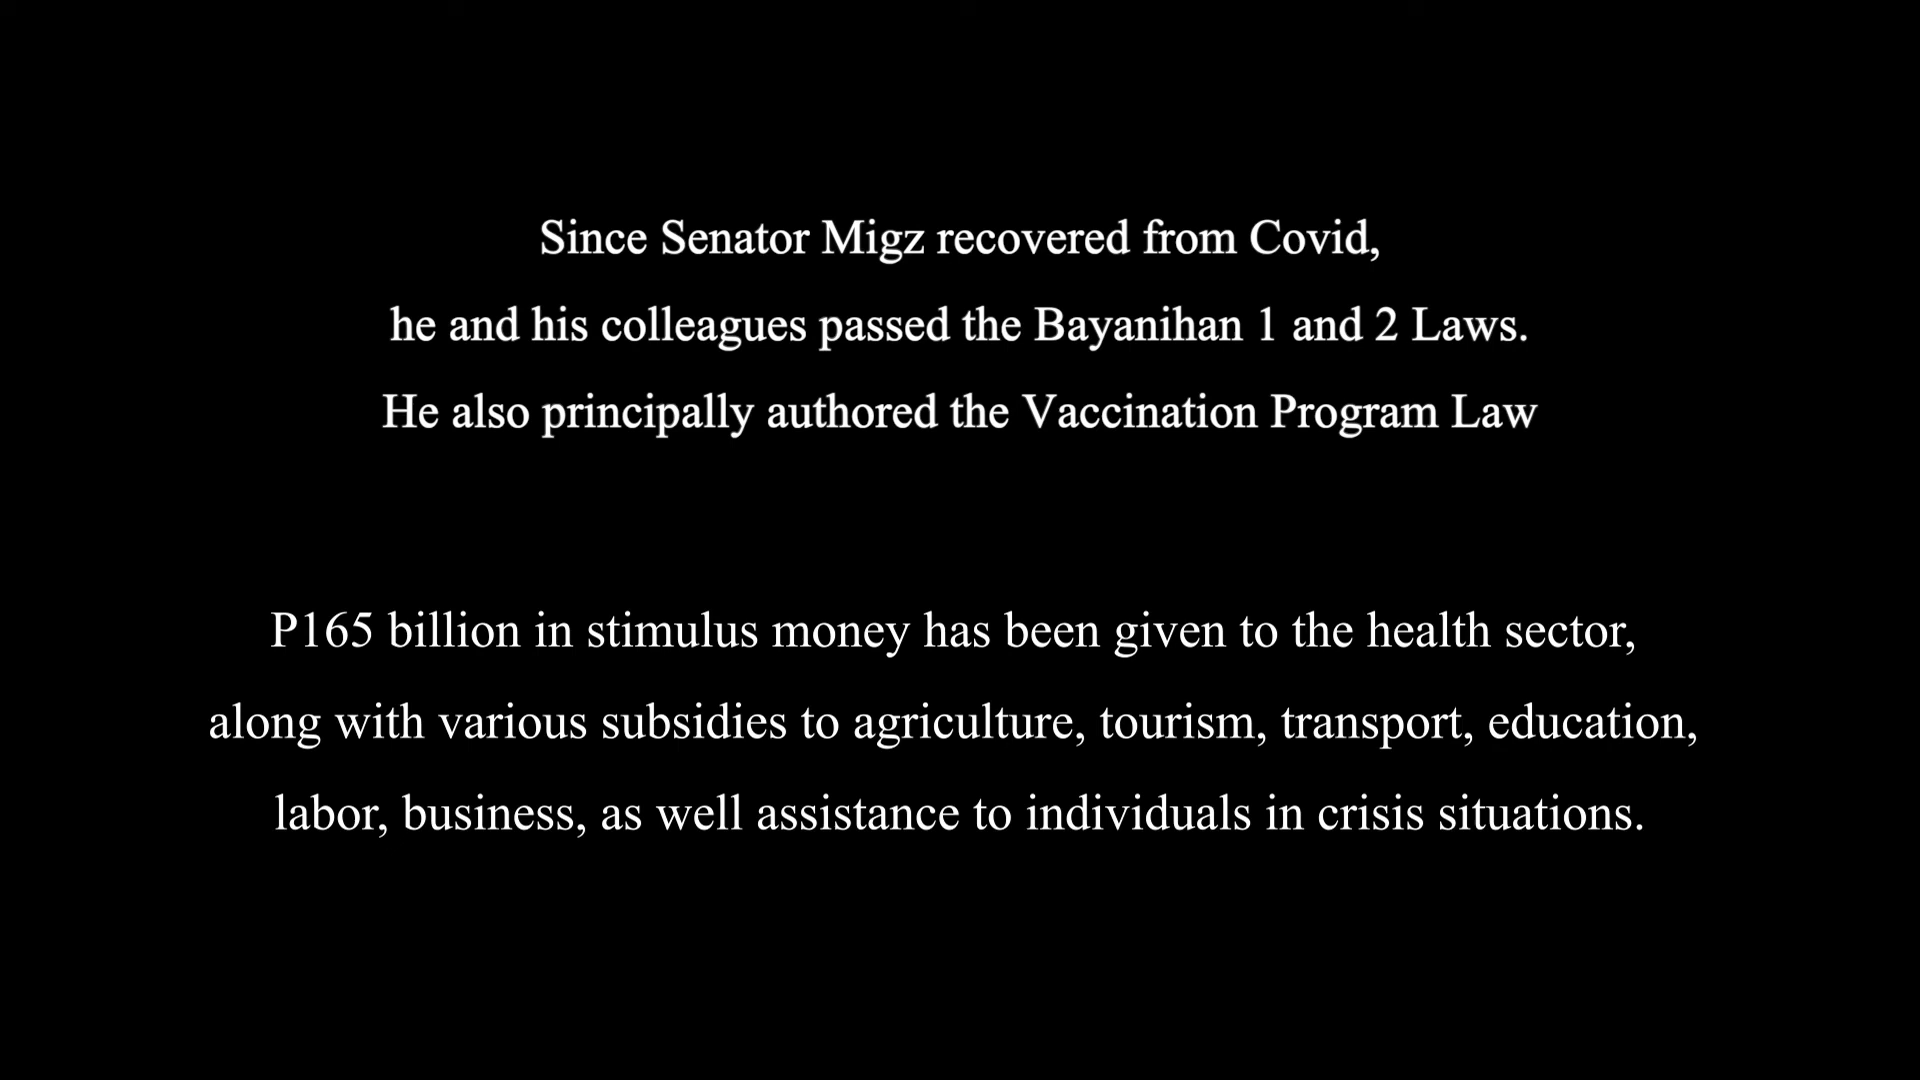 Since Senator Migz recovered from Covid,
he and his colleagues passed the Bayanihan 1 and 2 Laws.
He also principally authored the Vaccination Program Law
P165 billion in stimulus money has been given to the health sector,
along with various subsidies to agriculture, tourism, transport, education,
labor, business, as well assistance to individuals in crisis situations.